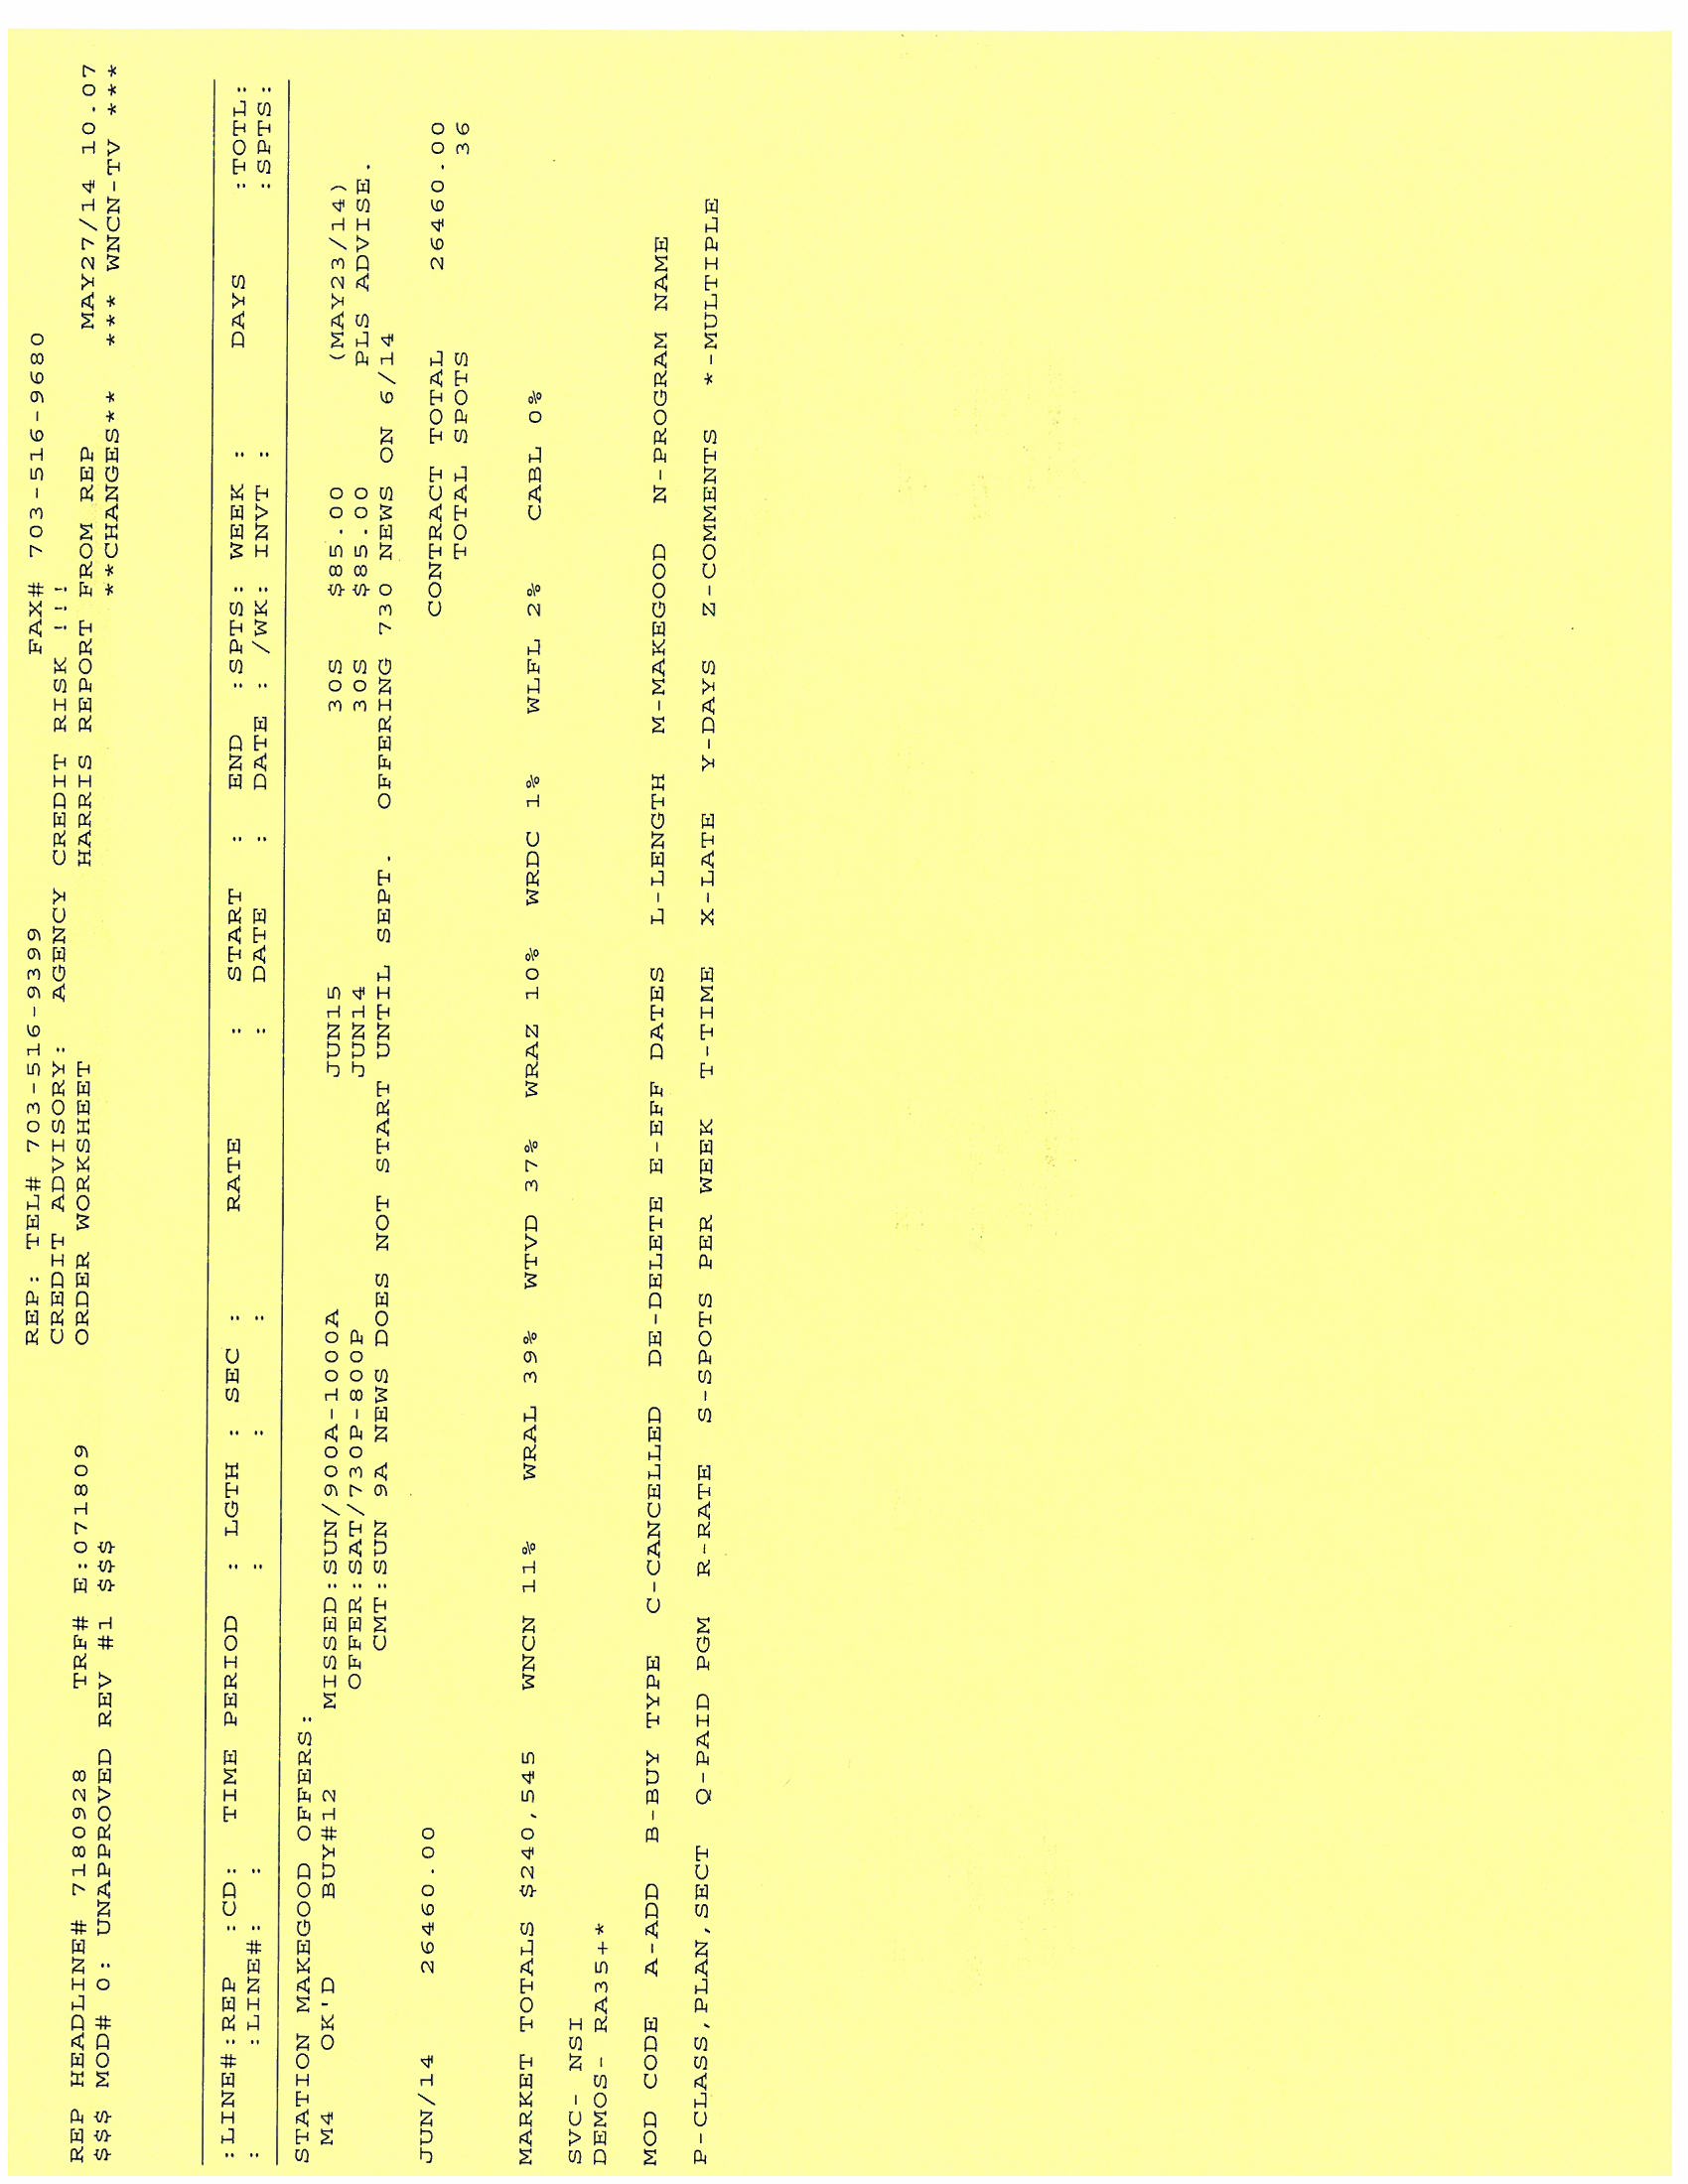 REP: TEL# 703-516-9399 FAX# 703-516-9680
CREDIT ADVISORY: AGENCY CREDIT RISK !!!
REP HEADLINE# 7180928 TRF# E:071809 ORDER WORKSHEET HARRIS REPORT FROM REP MAY27/14 10.07
$$$ MOD# 0: UNAPPROVED REV #1 $$$ **CHANGES** *** WNCN-TV ***
:LINE#:REP :CD: TIME PERIOD : LGTH : SEC : RATE : START : END :SPTS: WEEK : DAYS :TOTL:
: :LINE#: : : : : : DATE : DATE : /WK: INVT : :SPTS:
STATION MAKEGOOD OFFERS:
M4 OK'D BUY#12 MISSED:SUN/900A-1000A JUN15 30S $85.00 (MAY23/14)
OFFER:SAT/730P-800P JUN14 30S $85.00 PLS ADVISE.
CMT:SUN 9A NEWS DOES NOT START UNTIL SEPT. OFFERING 730 NEWS ON 6/14
JUN/14 26460.00 CONTRACT TOTAL 26460.00
TOTAL SPOTS 36
MARKET TOTALS $240,545 WNCN 11% WRAL 39% WTVD 37% WRAZ 10% WRDC 1% WLFL 2% CABL 0%
SVC- NSI
DEMOS- RA35+*
MOD CODE A-ADD B-BUY TYPE C-CANCELLED DE-DELETE E-EFF DATES L-LENGTH M-MAKEGOOD N-PROGRAM NAME
P-CLASS,PLAN,SECT Q-PAID PGM R-RATE S-SPOTS PER WEEK T-TIME X-LATE Y-DAYS Z-COMMENTS *-MULTIPLE